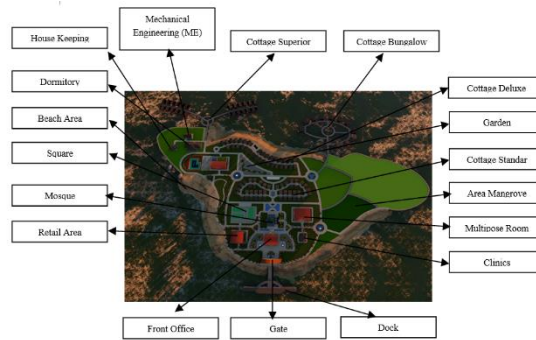 Mechanical
Engineering (ME)
House Keeping
Cottage Superior
Cottage Bungalow
Dormitory
Cottage Deluxe
Beach Area
Garden
Square
Cottage Standar
Mosque
Area Mangrove
Retail Area
Multipose Room
Clinics
Front Office
Gate
Dock